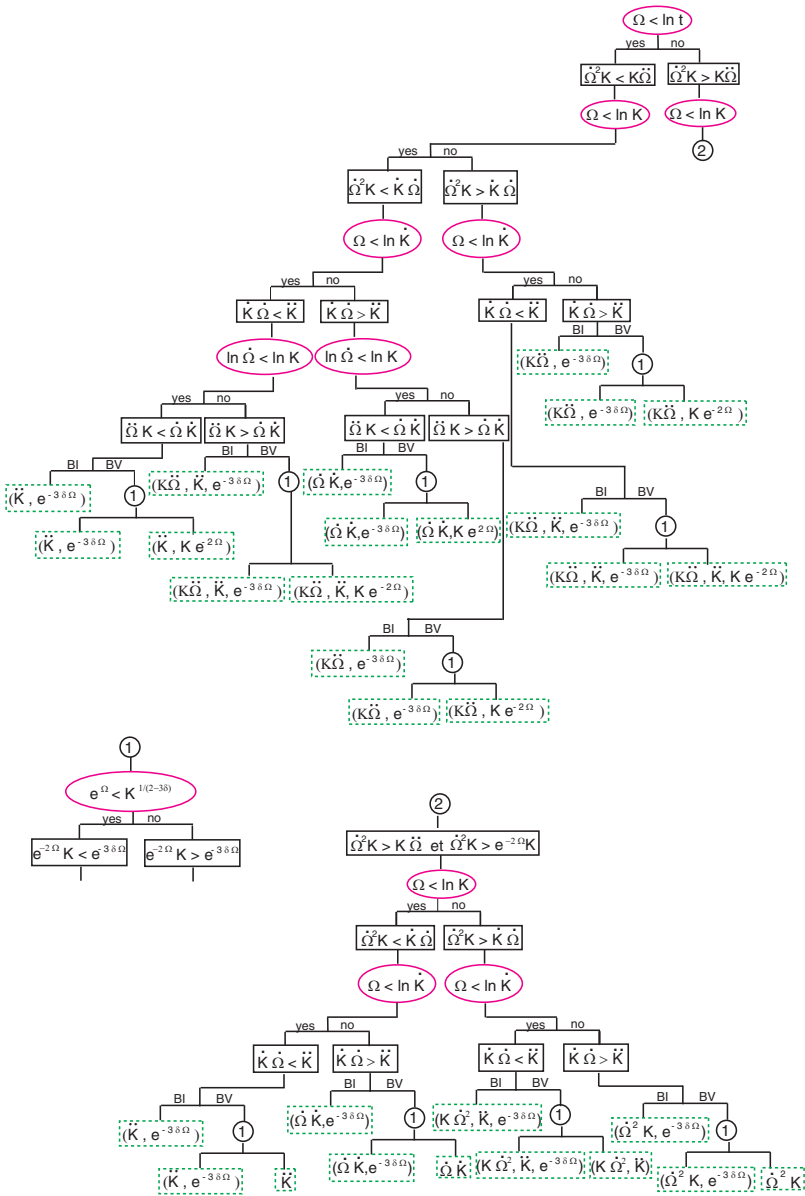 Ω < ln t
yes no
Ω̇²K < KΩ̈ Ω̇²K > KΩ̈
Ω < ln K Ω < ln K
2
yes no
Ω̇²K < K̇ Ω̇ Ω̇²K > K̇ Ω̇
Ω < ln K̇ Ω < ln K̇
yes no yes no
K̇ Ω̇ < K̈ K̇ Ω̇ > K̈ K̇ Ω̇ < K̈ K̇ Ω̇ > K̈
BI BV
ln Ω̇ < ln K ln Ω̇ < ln K (KΩ̈ , e^-3δΩ) 1
yes no yes no (KΩ̈ , e^-3δΩ) (KΩ̈ , K e^-2Ω)
Ω̈ K < Ω̇ K̇ Ω̈ K > Ω̇ K̇ Ω̈ K < Ω̇ K̇ Ω̈ K > Ω̇ K̇
BI BV BI BV BI BV BI BV
(K̈ , e^-3δΩ) 1 (KΩ̈ , K̈, e^-3δΩ) 1 (Ω̇ K̇,e^-3δΩ) 1 (KΩ̈ , K̈, e^-3δΩ) 1
(K̈ , e^-3δΩ) (K̈ , K e^-2Ω) (Ω̇ K̇,e^-3δΩ) (Ω̇ K̇,K e^2Ω)
(KΩ̈ , K̈, e^-3δΩ) (KΩ̈ , K̈, K e^-2Ω) (KΩ̈ , K̈, e^-3δΩ) (KΩ̈ , K̈, K e^-2Ω)
BI BV
(KΩ̈ , e^-3δΩ) 1
(KΩ̈ , e^-3δΩ) (KΩ̈ , K e^-2Ω)
1
e^Ω < K^1/(2−3δ)
yes no
e^−2Ω K < e^-3δΩ e^−2Ω K > e^-3δΩ
2
Ω̇²K > K Ω̈ et Ω̇²K > e^−2Ω K
Ω < ln K
yes no
Ω̇²K < K̇ Ω̇ Ω̇²K > K̇ Ω̇
Ω < ln K̇ Ω < ln K̇
yes no yes no
K̇ Ω̇ < K̈ K̇ Ω̇ > K̈ K̇ Ω̇ < K̈ K̇ Ω̇ > K̈
BI BV BI BV BI BV BI BV
(K̈ , e^-3δΩ) 1 (Ω̇ K̇,e^-3δΩ) 1 (K Ω̇², K̈, e^-3δΩ) 1 (Ω̇² K, e^-3δΩ) 1
(K̈ , e^-3δΩ) K̈ (Ω̇ K̇,e^-3δΩ) Ω̇ K̇ (K Ω̇², K̈, e^-3δΩ) (K Ω̇², K̈) (Ω̇² K, e^-3δΩ) Ω̇² K